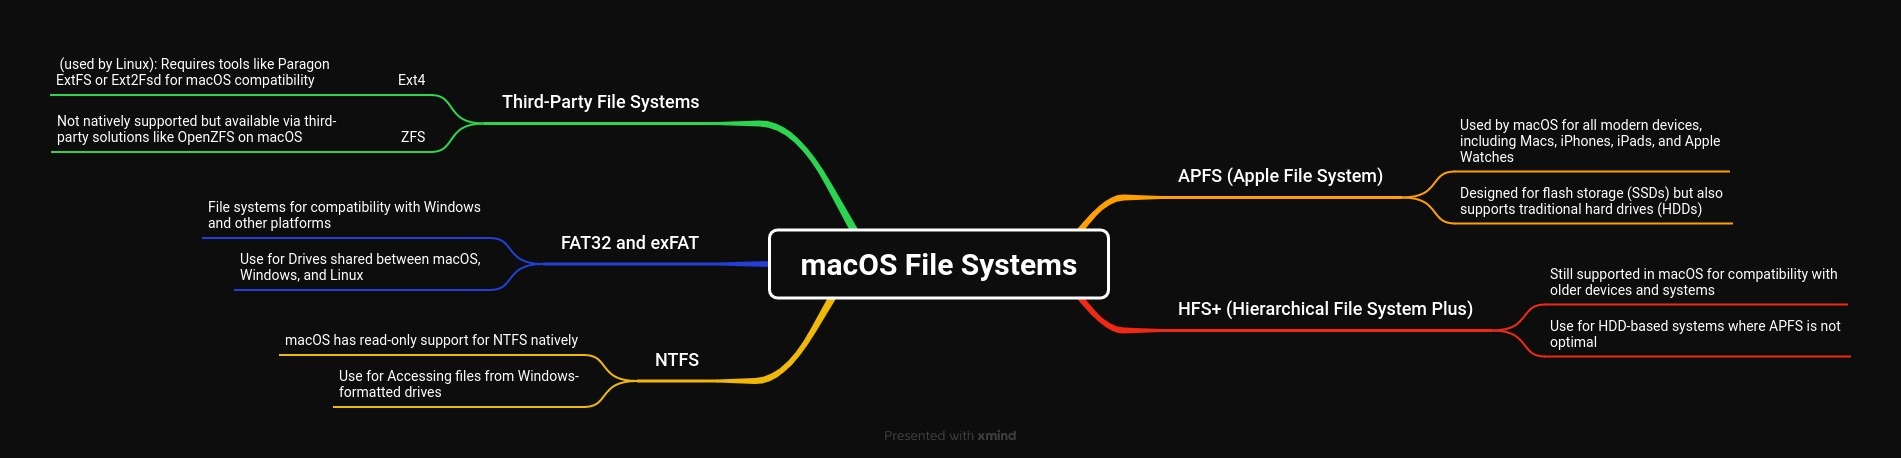 macOS File Systems
Third-Party File Systems
(used by Linux): Requires tools like Paragon
ExtFS or Ext2Fsd for macOS compatibility
Ext4
Not natively supported but available via third-
party solutions like OpenZFS on macOS
ZFS
FAT32 and exFAT
File systems for compatibility with Windows
and other platforms
Use for Drives shared between macOS,
Windows, and Linux
NTFS
macOS has read-only support for NTFS natively
Use for Accessing files from Windows-
formatted drives
APFS (Apple File System)
Used by macOS for all modern devices,
including Macs, iPhones, iPads, and Apple
Watches
Designed for flash storage (SSDs) but also
supports traditional hard drives (HDDs)
HFS+ (Hierarchical File System Plus)
Still supported in macOS for compatibility with
older devices and systems
Use for HDD-based systems where APFS is not
optimal
Presented with xmind